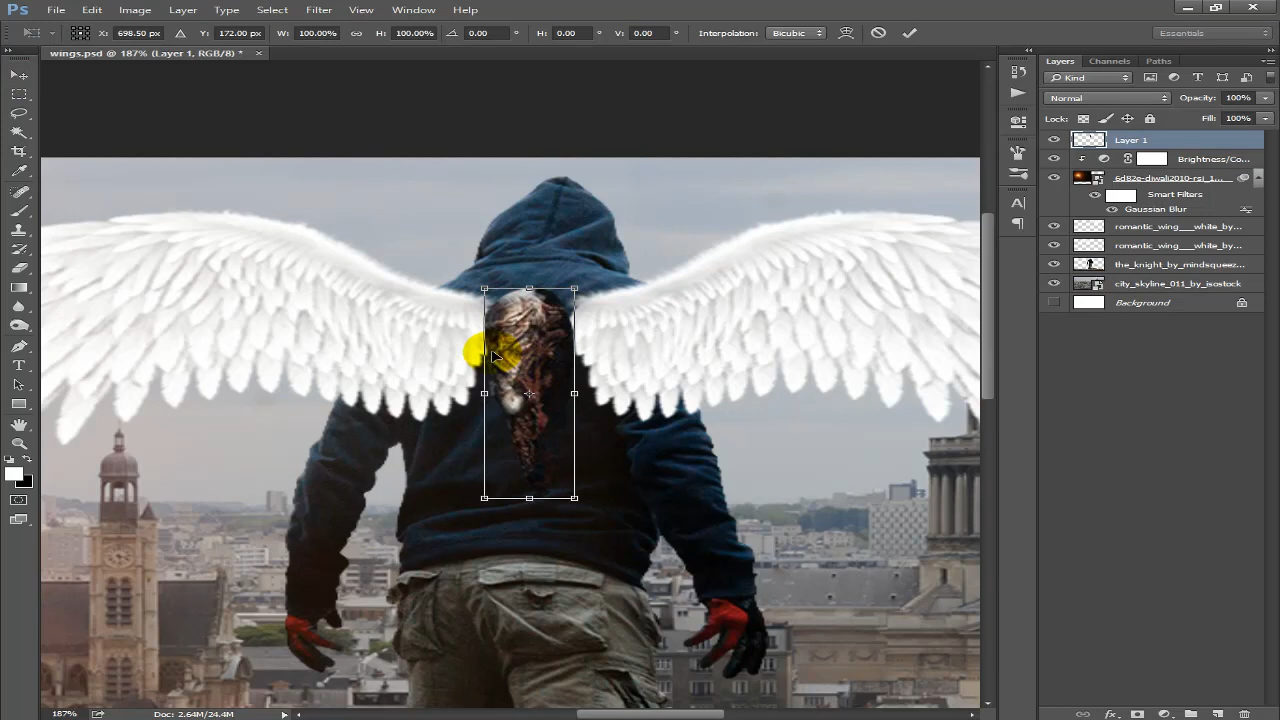 Ps File Edit Image Layer Type Select Filter View Window Help
X: 698.50 px Y: 172.00 px W: 100.00% H: 100.00% 0.00 ° H: 0.00 ° V: 0.00 ° Interpolation: Bicubic Essentials
wings.psd @ 187% (Layer 1, RGB/8) * ×
Layers Channels Paths
Kind
Normal Opacity: 100%
Lock: Fill: 100%
Layer 1
Brightness/Co...
6d82e-diwali2010-rsi_1...
Smart Filters
Gaussian Blur
romantic_wing___white_by...
romantic_wing___white_by...
the_knight_by_mindsqueez...
city_skyline_011_by_isostock
Background
187% Doc: 2.64M/24.4M